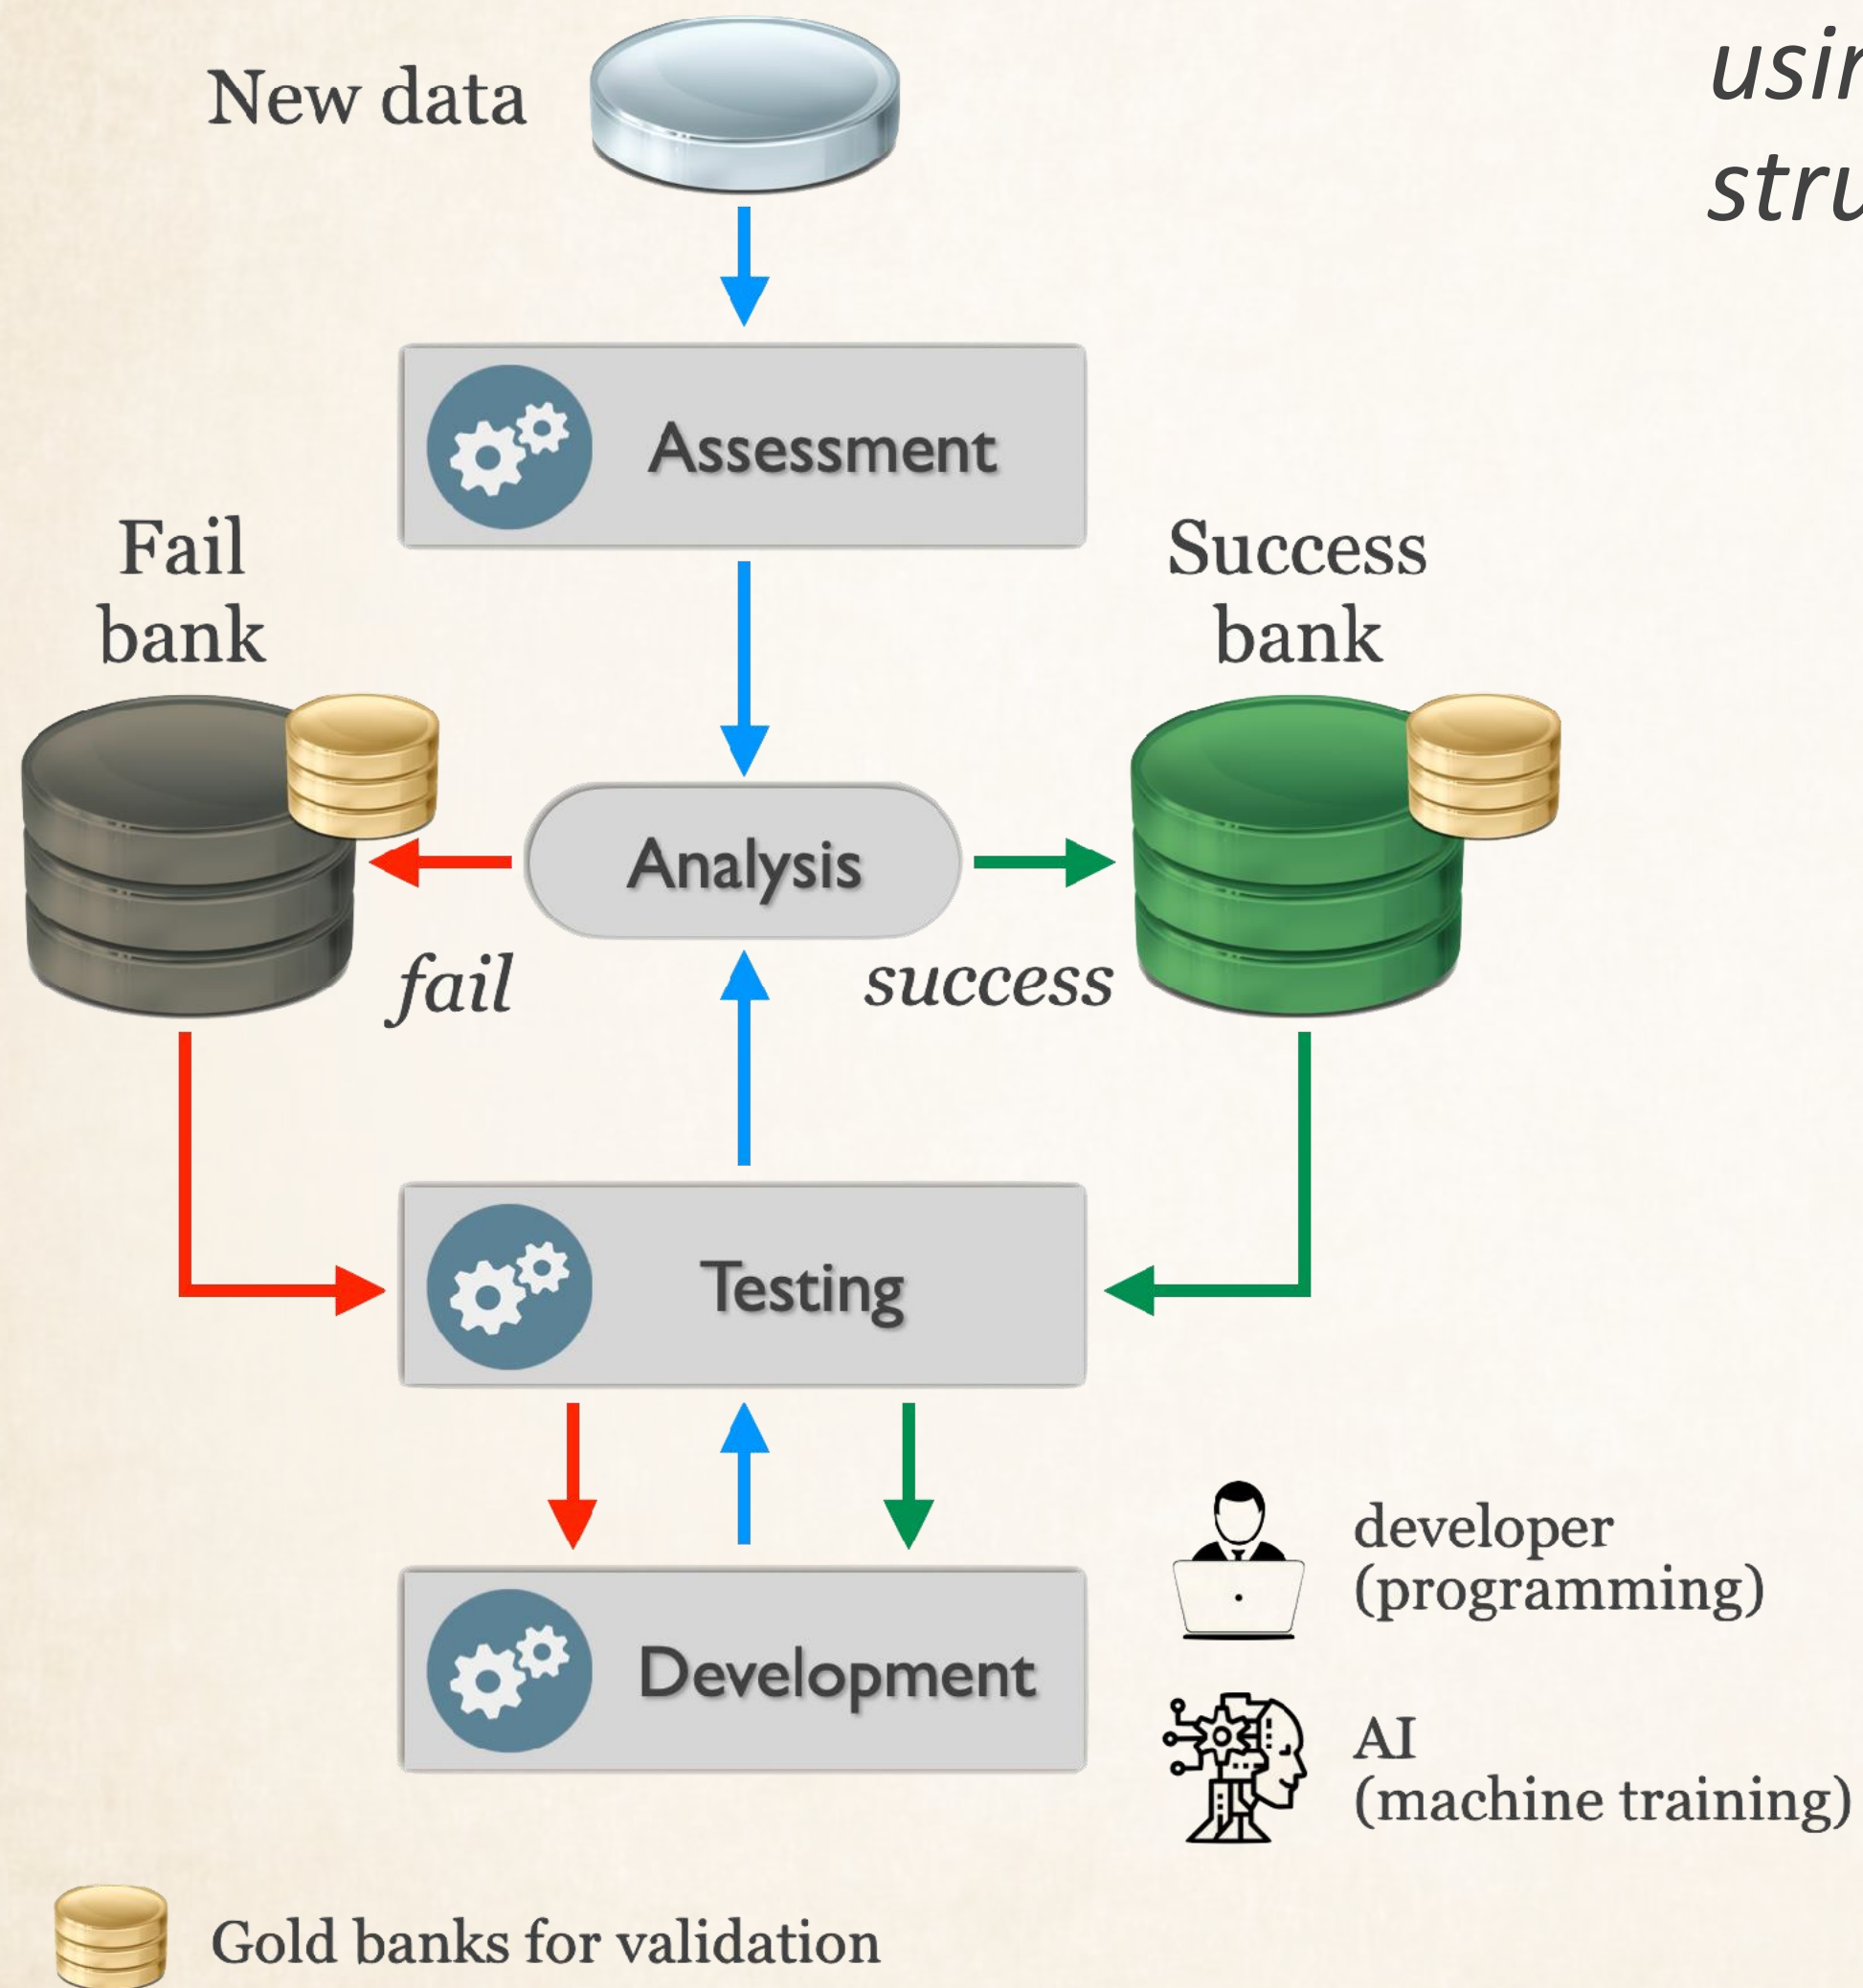 New data
Assessment
Fail
bank
Success
bank
Analysis
fail
success
Testing
Development
developer
(programming)
AI
(machine training)
Gold banks for validation